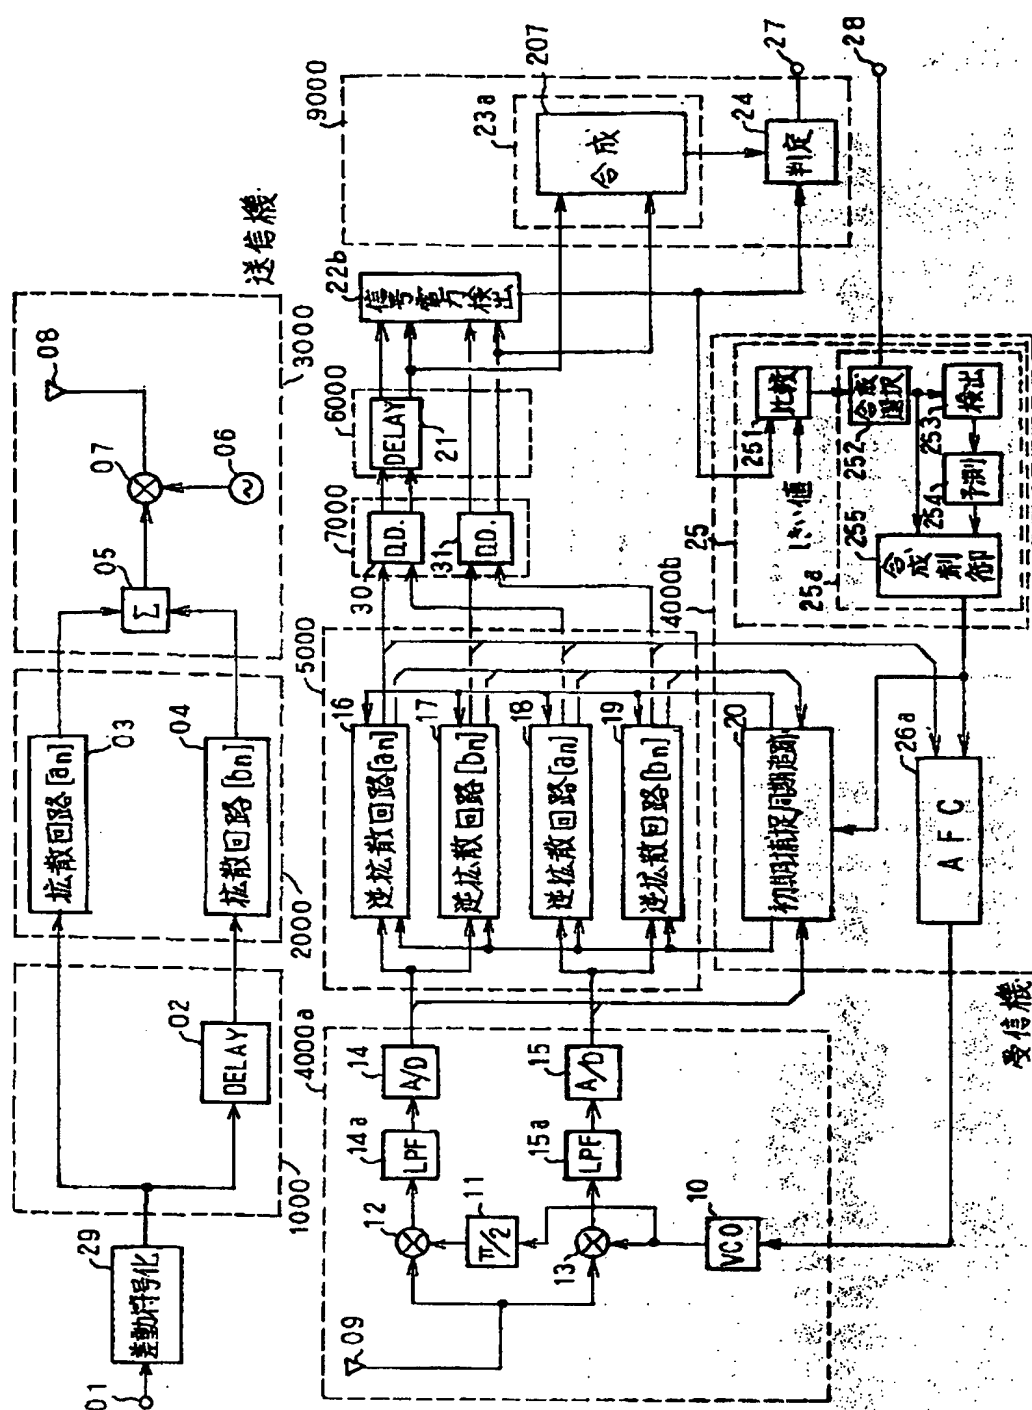 01
29
差動符号化
1000
02
DELAY
2000
03
拡散回路[an]
04
拡散回路[bn]
3000
05
Σ
06
07
08
送信機
4000a
09
10
VCO
11
π/2
12
13
14a
LPF
14
A/D
15a
LPF
15
A/D
5000
16
逆拡散回路[an]
17
逆拡散回路[bn]
18
逆拡散回路[an]
19
逆拡散回路[bn]
20
初期捕捉同期追跡
26a
AFC
4000b
7000
30
D.D.
31
D.D.
6000
21
DELAY
22b
信号電力検出
9000
23a
207
合成
24
判定
27
28
25
25a
251
比較
しきい値
252
合成選択
253
検出
254
予測
255
合成制御
受信機